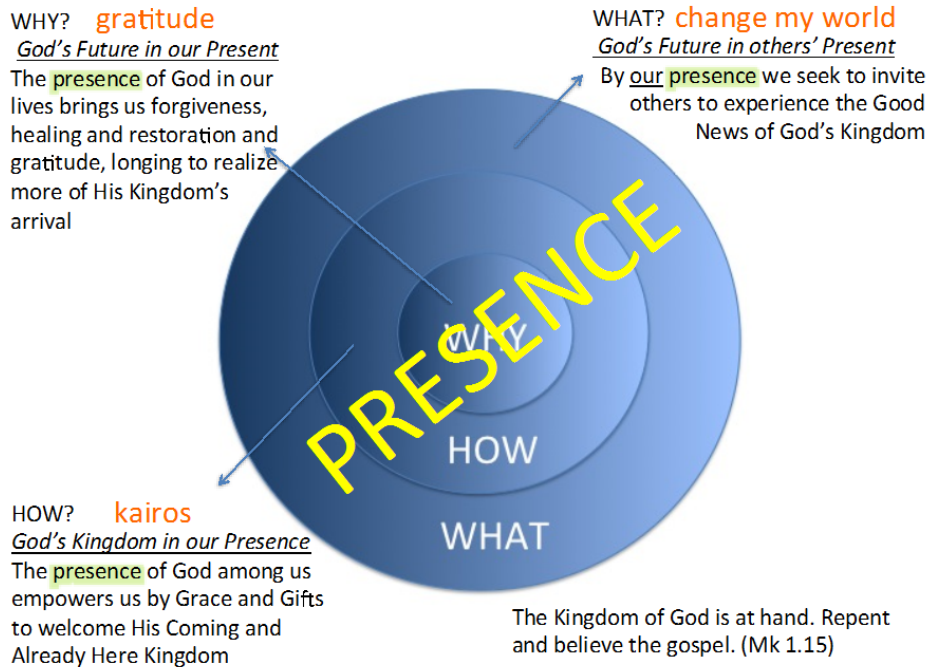 WHY? gratitude
God's Future in our Present
The presence of God in our
lives brings us forgiveness,
healing and restoration and
gratitude, longing to realize
more of His Kingdom's
arrival
WHAT? change my world
God's Future in others' Present
By our presence we seek to invite
others to experience the Good
News of God's Kingdom
PRESENCE
WHY
HOW
WHAT
HOW? kairos
God's Kingdom in our Presence
The presence of God among us
empowers us by Grace and Gifts
to welcome His Coming and
Already Here Kingdom
The Kingdom of God is at hand. Repent
and believe the gospel. (Mk 1.15)